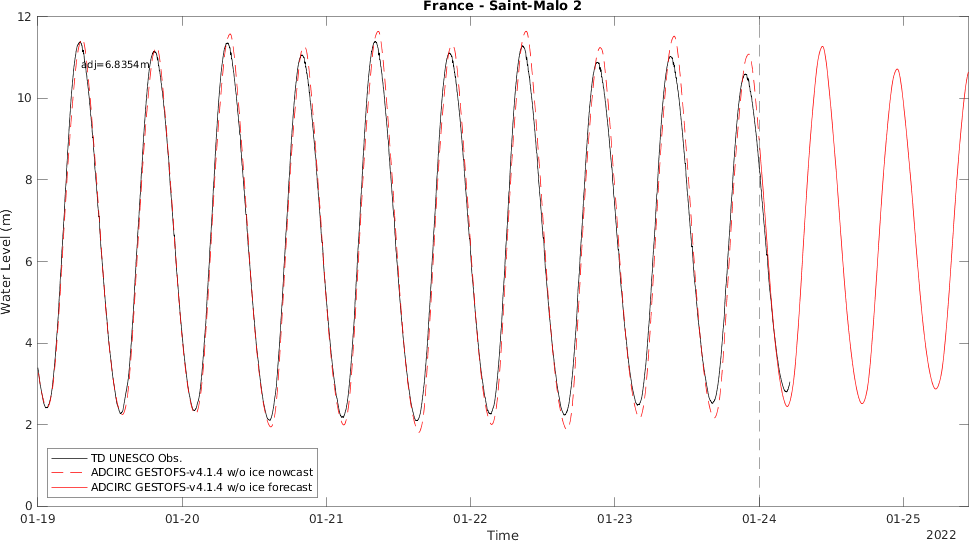 France - Saint-Malo 2
12
10
8
6
4
2
0
Water Level (m)
adj=6.8354m
TD UNESCO Obs.
ADCIRC GESTOFS-v4.1.4 w/o ice nowcast
ADCIRC GESTOFS-v4.1.4 w/o ice forecast
01-19 01-20 01-21 01-22 01-23 01-24 01-25
Time
2022